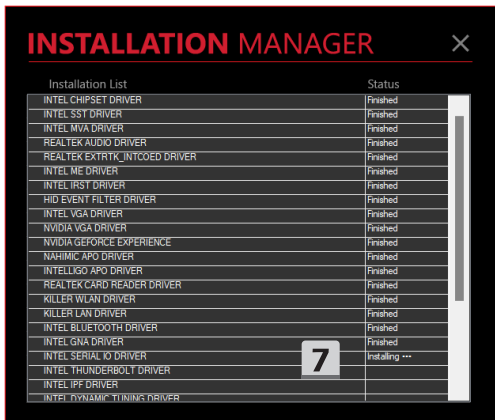 INSTALLATION MANAGER
Installation List Status
INTEL CHIPSET DRIVER Finished
INTEL SST DRIVER Finished
INTEL MVA DRIVER Finished
REALTEK AUDIO DRIVER Finished
REALTEK EXTRTK_INTCOED DRIVER Finished
INTEL ME DRIVER Finished
INTEL IRST DRIVER Finished
HID EVENT FILTER DRIVER Finished
INTEL VGA DRIVER Finished
NVIDIA VGA DRIVER Finished
NVIDIA GEFORCE EXPERIENCE Finished
NAHIMIC APO DRIVER Finished
INTELLIGO APO DRIVER Finished
REALTEK CARD READER DRIVER Finished
KILLER WLAN DRIVER Finished
KILLER LAN DRIVER Finished
INTEL BLUETOOTH DRIVER Finished
INTEL GNA DRIVER Finished
INTEL SERIAL IO DRIVER 7 Installing ---
INTEL THUNDERBOLT DRIVER
INTEL IPF DRIVER
INTEL DYNAMIC TUNING DRIVER